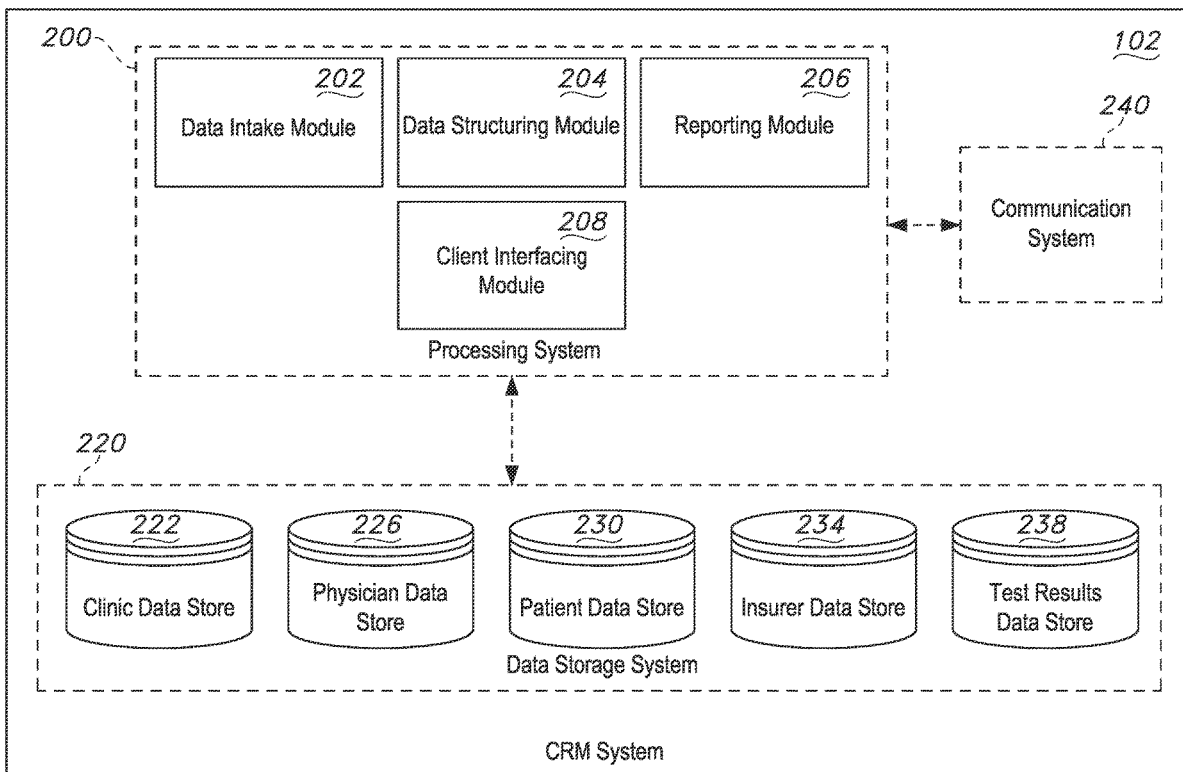 200
102
202
Data Intake Module
204
Data Structuring Module
206
Reporting Module
240
Communication
System
208
Client Interfacing
Module
Processing System
220
222
Clinic Data Store
226
Physician Data
Store
230
Patient Data Store
234
Insurer Data Store
238
Test Results
Data Store
Data Storage System
CRM System